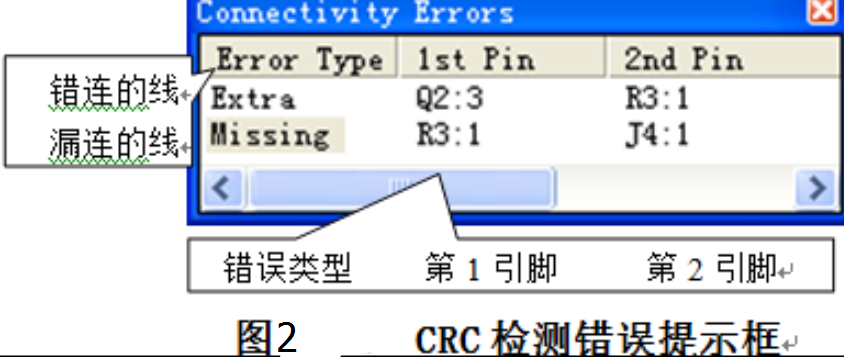 Connectivity Errors
Error Type 1st Pin 2nd Pin
错连的线 Extra Q2:3 R3:1
漏连的线 Missing R3:1 J4:1
错误类型 第 1 引脚 第 2 引脚
图2 CRC 检测错误提示框